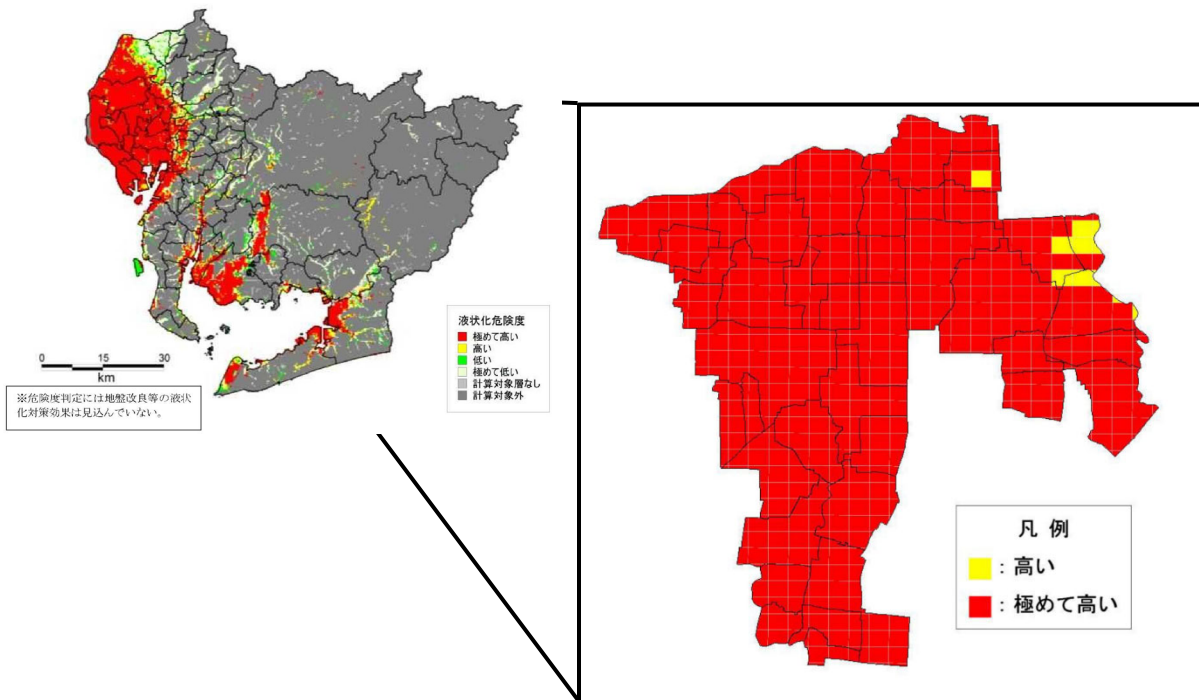 液状化危険度
極めて高い
高い
低い
極めて低い
計算対象層なし
計算対象外
0 15 30
km
※危険度判定には地盤改良等の液状
化対策効果は見込んでいない。
凡 例
：高い
：極めて高い